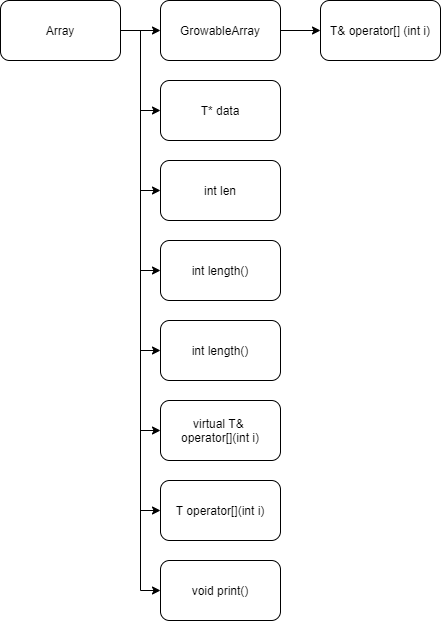 Array
GrowableArray
T& operator[] (int i)
T* data
int len
int length()
int length()
virtual T&
operator[](int i)
T operator[](int i)
void print()